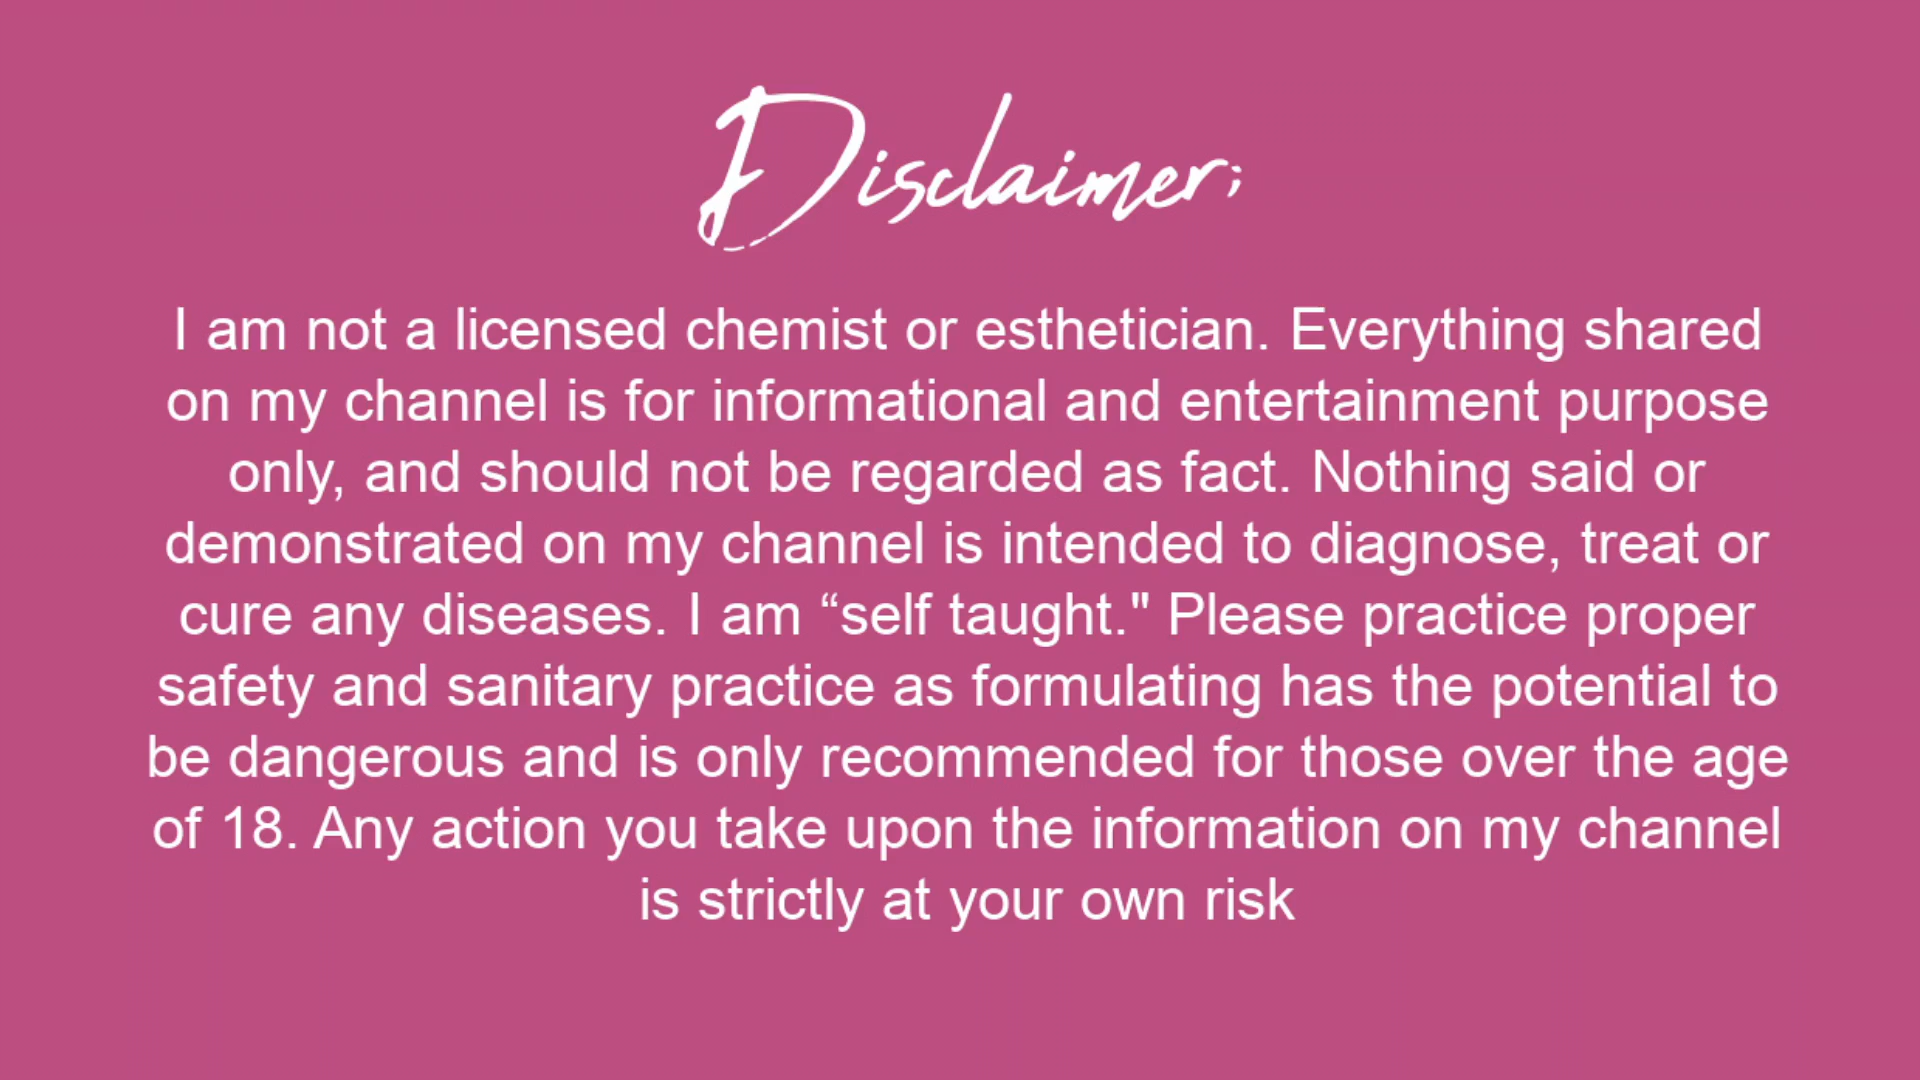 Disclaimer;
I am not a licensed chemist or esthetician. Everything shared
on my channel is for informational and entertainment purpose
only, and should not be regarded as fact. Nothing said or
demonstrated on my channel is intended to diagnose, treat or
cure any diseases. I am “self taught." Please practice proper
safety and sanitary practice as formulating has the potential to
be dangerous and is only recommended for those over the age
of 18. Any action you take upon the information on my channel
is strictly at your own risk